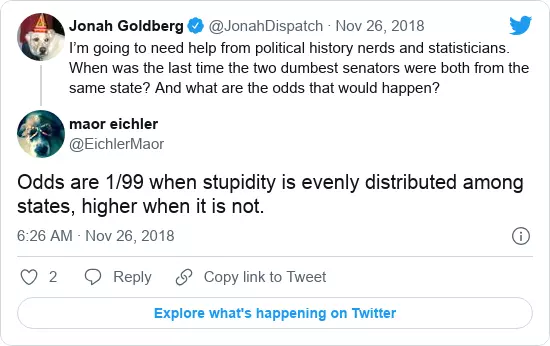 Jonah Goldberg @JonahDispatch · Nov 26, 2018
I'm going to need help from political history nerds and statisticians.
When was the last time the two dumbest senators were both from the
same state? And what are the odds that would happen?
maor eichler
@EichlerMaor
Odds are 1/99 when stupidity is evenly distributed among
states, higher when it is not.
6:26 AM · Nov 26, 2018
2 Reply Copy link to Tweet
Explore what's happening on Twitter